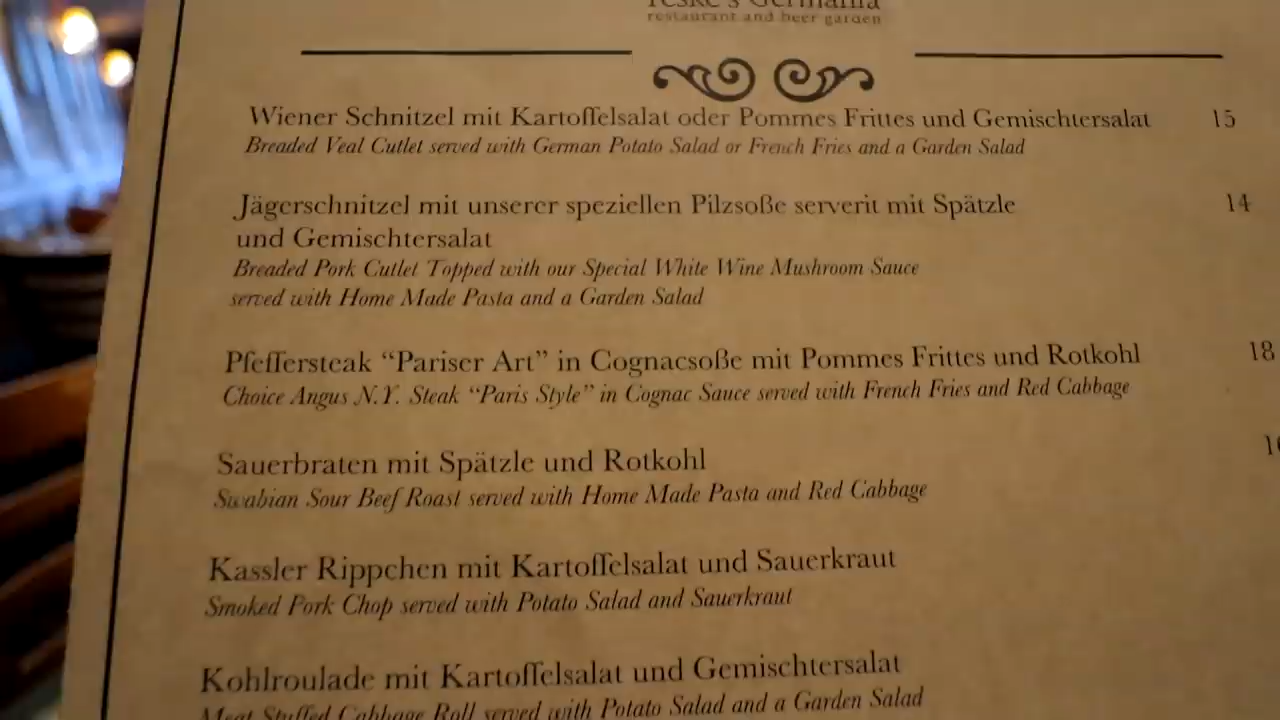 Teske's Germania
restaurant and beer garden
Wiener Schnitzel mit Kartoffelsalat oder Pommes Frittes und Gemischtersalat 15
Breaded Veal Cutlet served with German Potato Salad or French Fries and a Garden Salad
Jägerschnitzel mit unserer speziellen Pilzsoße serverit mit Spätzle 14
und Gemischtersalat
Breaded Pork Cutlet Topped with our Special White Wine Mushroom Sauce
served with Home Made Pasta and a Garden Salad
Pfeffersteak “Pariser Art” in Cognacsoße mit Pommes Frittes und Rotkohl 18
Choice Angus N.Y. Steak “Paris Style” in Cognac Sauce served with French Fries and Red Cabbage
Sauerbraten mit Spätzle und Rotkohl
Swabian Sour Beef Roast served with Home Made Pasta and Red Cabbage
Kassler Rippchen mit Kartoffelsalat und Sauerkraut
Smoked Pork Chop served with Potato Salad and Sauerkraut
Kohlroulade mit Kartoffelsalat und Gemischtersalat
Meat Stuffed Cabbage Roll served with Potato Salad and a Garden Salad